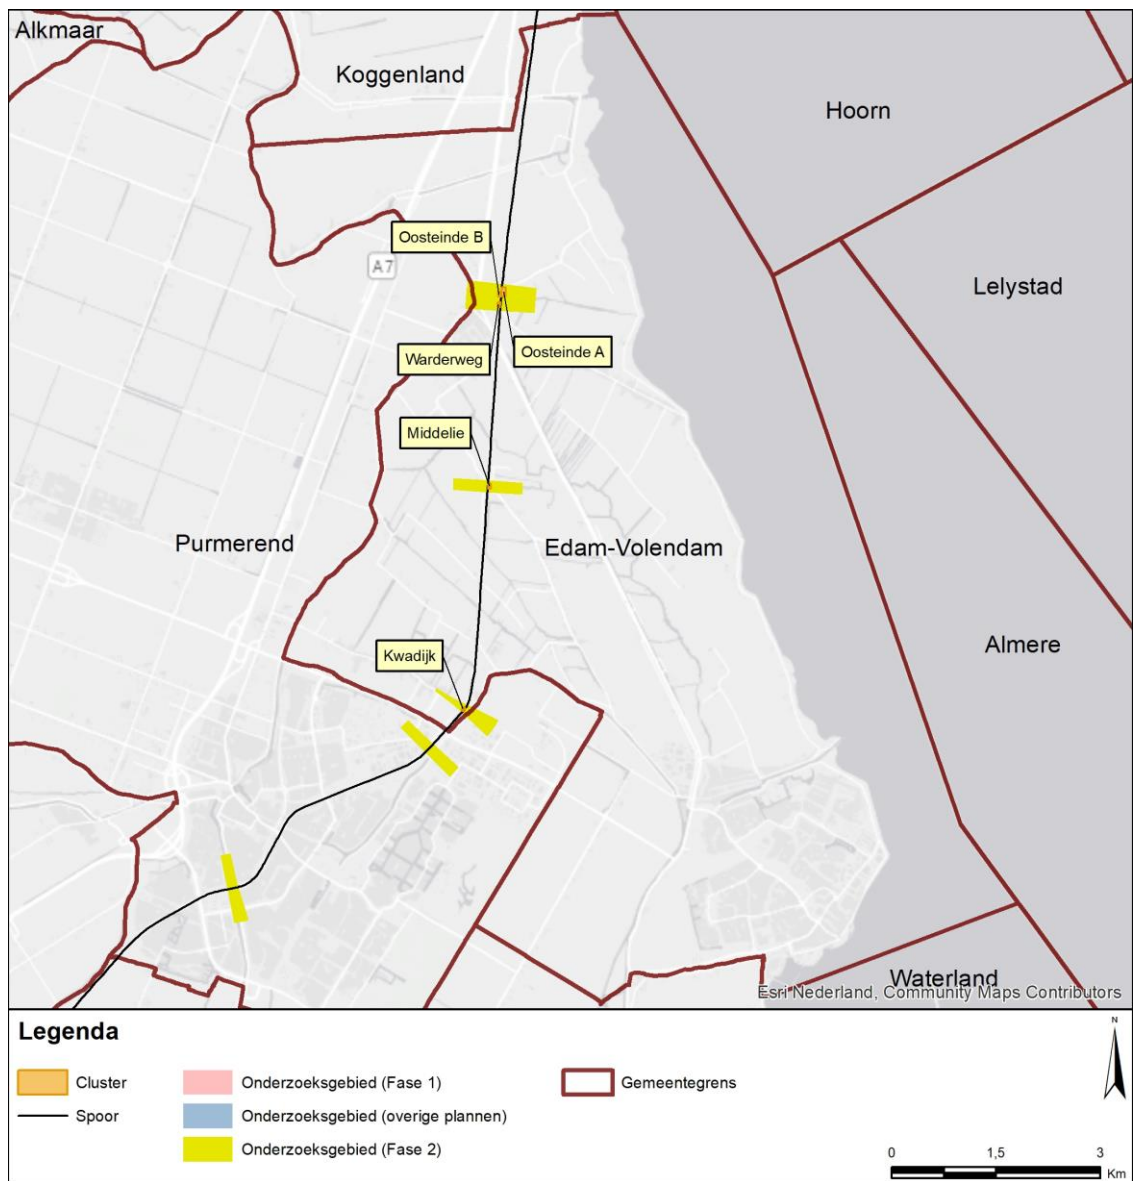 Alkmaar
Koggenland
Hoorn
Oosteinde B
A7
Lelystad
Warderweg
Oosteinde A
Middelie
Purmerend
Edam-Volendam
Almere
Kwadijk
Waterland
Esri Nederland, Community Maps Contributors
Legenda
N
Cluster
Onderzoeksgebied (Fase 1)
Gemeentegrens
Spoor
Onderzoeksgebied (overige plannen)
Onderzoeksgebied (Fase 2)
0 1,5 3
Km